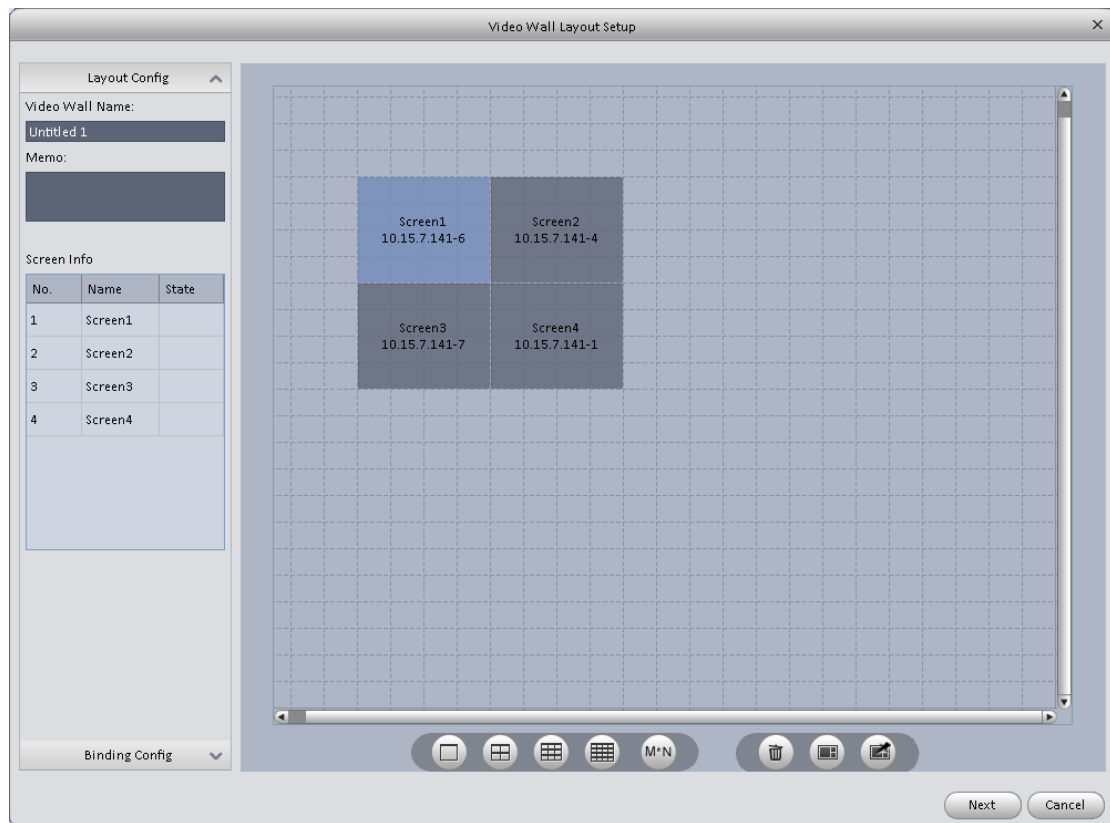 Video Wall Layout Setup
Layout Config
Video Wall Name:
Untitled 1
Memo:
Screen Info
No. Name State
1 Screen1
2 Screen2
3 Screen3
4 Screen4
Binding Config
Screen1
10.15.7.141-6
Screen2
10.15.7.141-4
Screen3
10.15.7.141-7
Screen4
10.15.7.141-1
M*N
Next Cancel